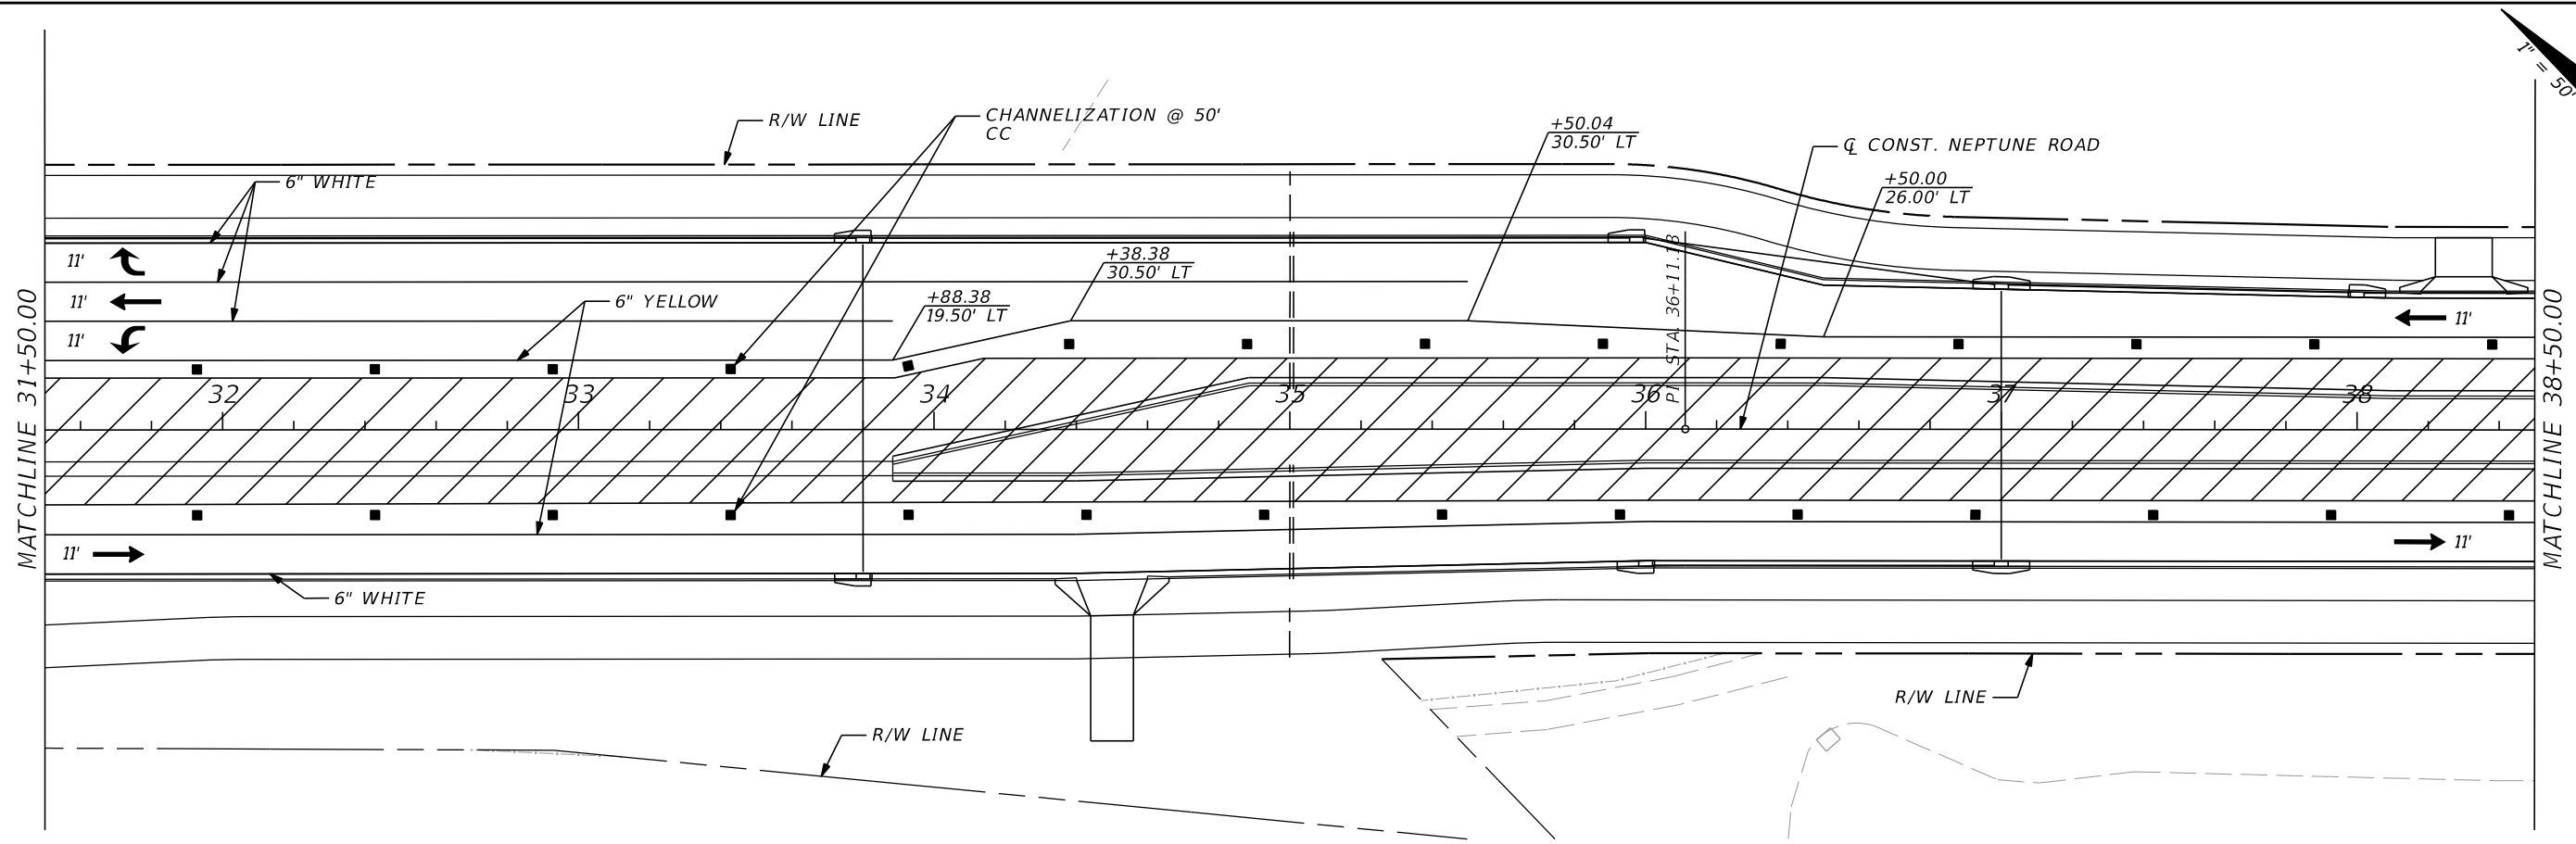 1" = 50'
R/W LINE
CHANNELIZATION @ 50'
CC
+50.04
30.50' LT
℄ CONST. NEPTUNE ROAD
6" WHITE
+50.00
26.00' LT
11'
11'
11'
6" YELLOW
+38.38
30.50' LT
+88.38
19.50' LT
PI STA. 36+11.13
11'
MATCHLINE 31+50.00
MATCHLINE 38+50.00
32
33
34
35
36
37
38
11'
11'
6" WHITE
R/W LINE
R/W LINE